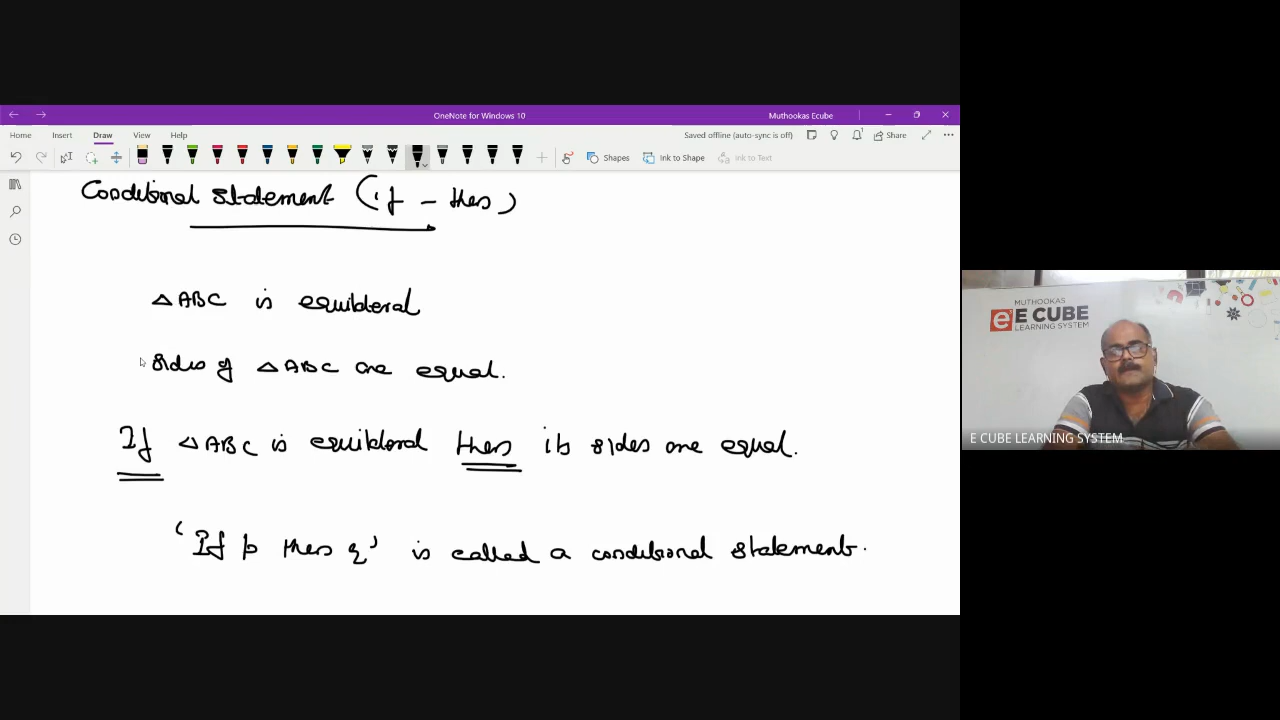 OneNote for Windows 10
Muthookas Ecube
Home Insert Draw View Help
Saved offline (auto-sync is off)
Share
Shapes
Ink to Shape
Ink to Text
Conditional statement (if - then)
△ABC is equilateral
Sides of △ABC are equal.
If △ABC is equilateral then its sides are equal.
'If p then q' is called a conditional statement.
MUTHOOKAS
e E CUBE
LEARNING SYSTEM
E CUBE LEARNING SYSTEM